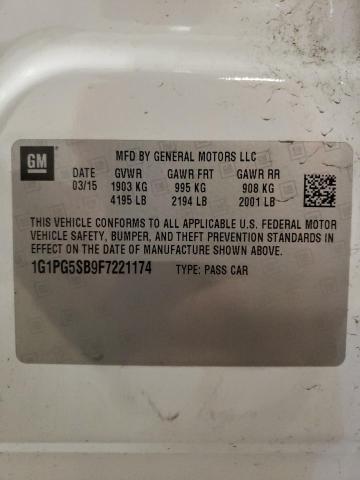 GM
MFD BY GENERAL MOTORS LLC
DATE GVWR GAWR FRT GAWR RR
03/15 1903 KG 995 KG 908 KG
4195 LB 2194 LB 2001 LB
THIS VEHICLE CONFORMS TO ALL APPLICABLE U.S. FEDERAL MOTOR
VEHICLE SAFETY, BUMPER, AND THEFT PREVENTION STANDARDS IN
EFFECT ON THE DATE OF MANUFACTURE SHOWN ABOVE.
1G1PG5SB9F7221174 TYPE: PASS CAR